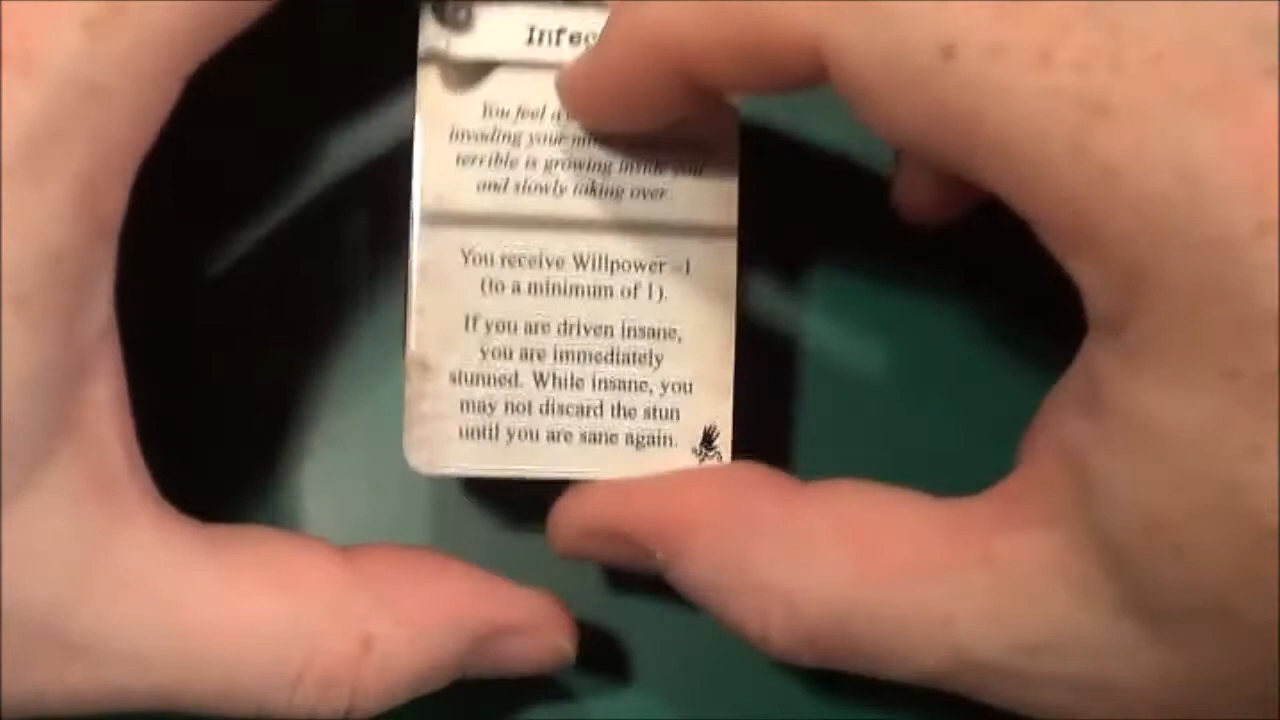 Infec
You feel
invading your
terrible is growing inside you
and slowly taking over.
You receive Willpower -1
(to a minimum of 1).
If you are driven insane,
you are immediately
stunned. While insane, you
may not discard the stun
until you are sane again.